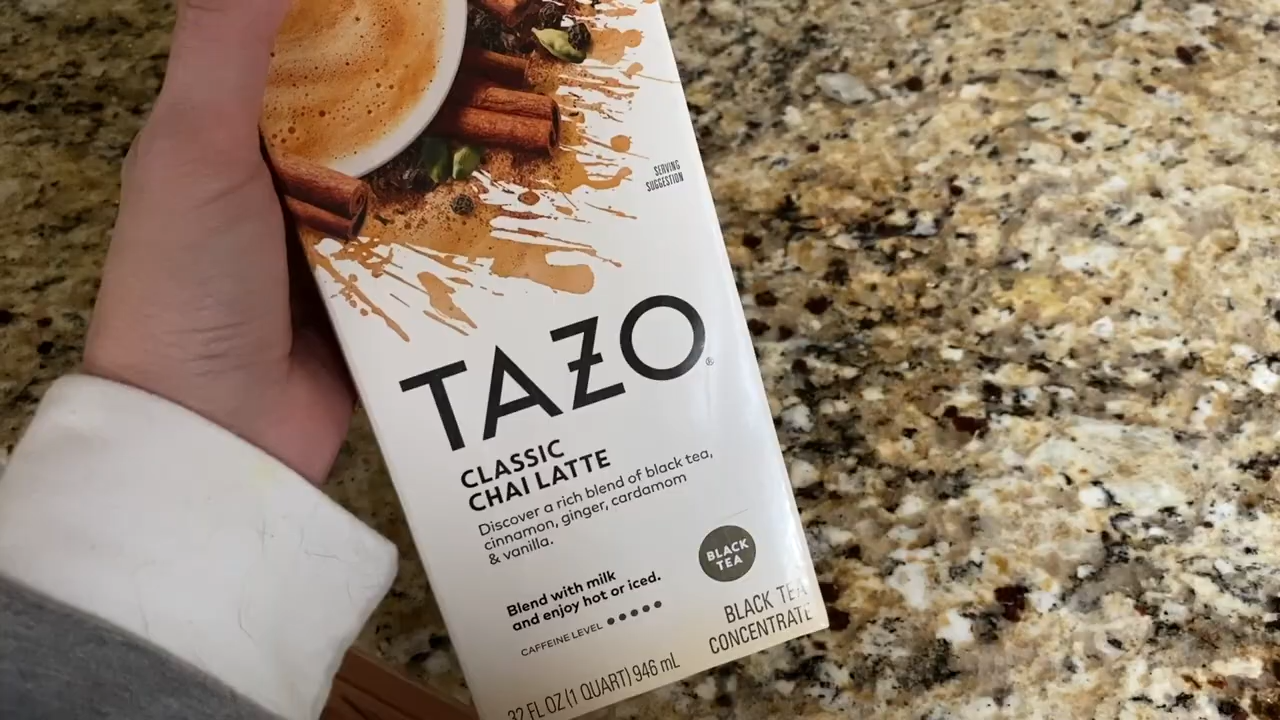 SERVING
SUGGESTION
TAZO®
CLASSIC
CHAI LATTE
Discover a rich blend of black tea,
cinnamon, ginger, cardamom
& vanilla.
BLACK
TEA
Blend with milk
and enjoy hot or iced.
CAFFEINE LEVEL
BLACK TEA
CONCENTRATE
32 FL OZ (1 QUART) 946 mL